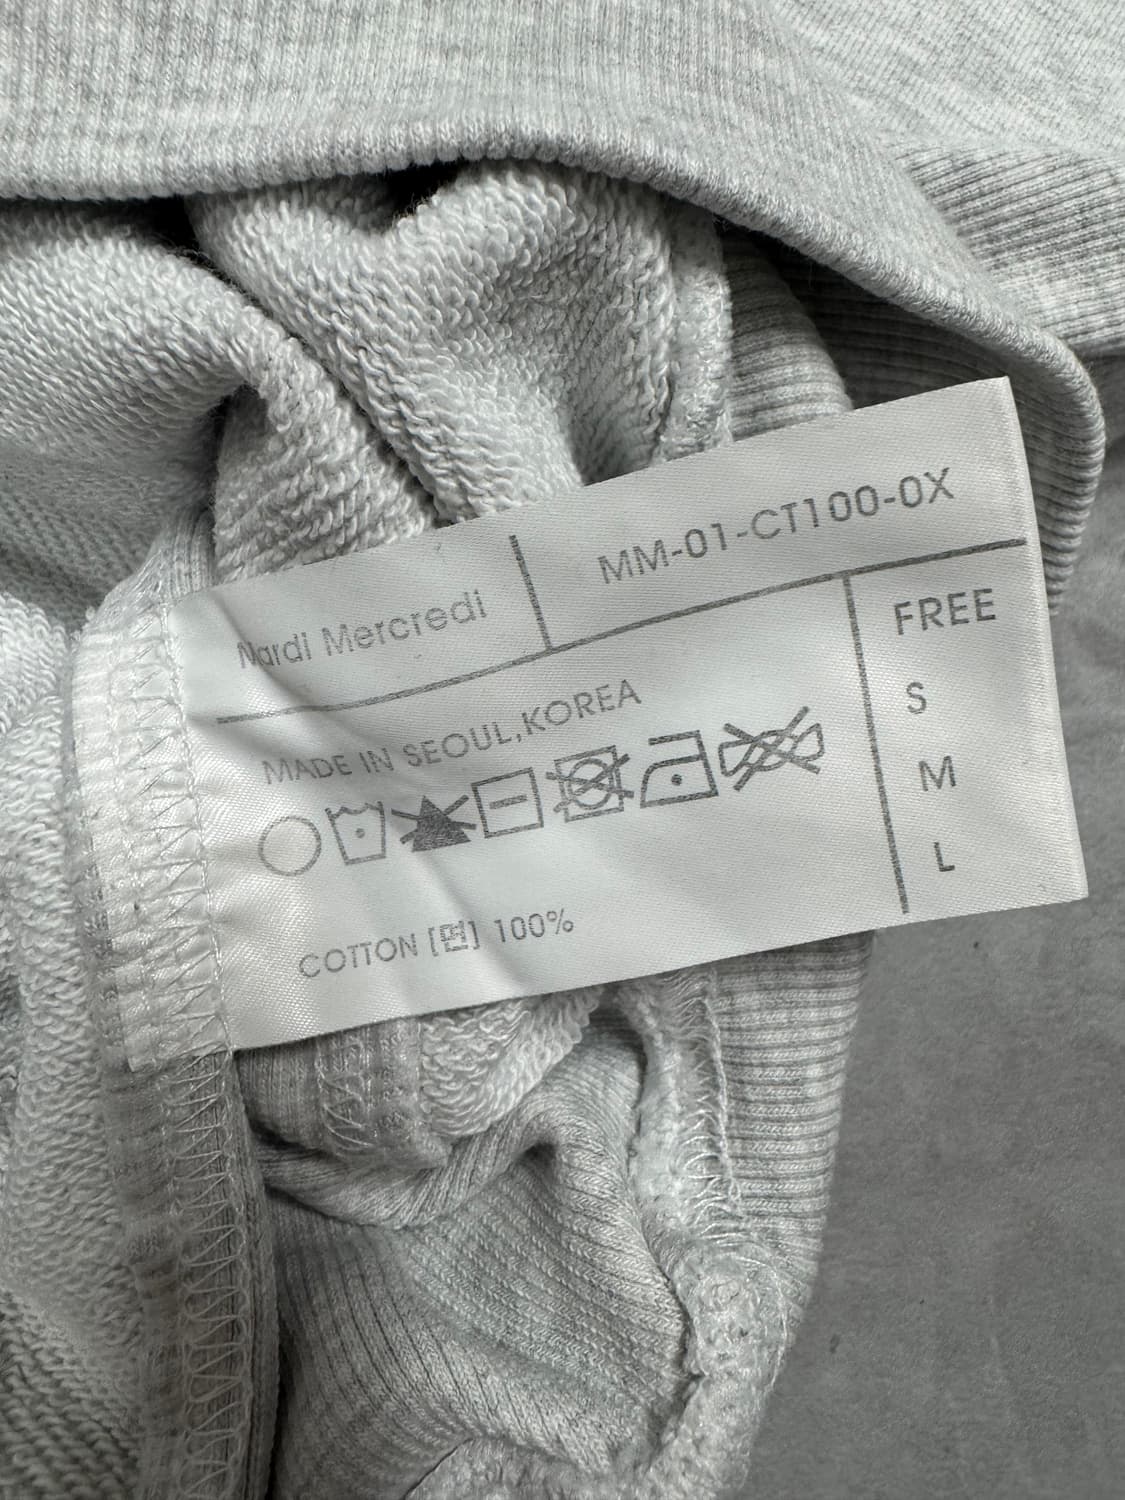 Nardi Mercredi
MM-01-CT100-0X
MADE IN SEOUL,KOREA
COTTON [면] 100%
FREE
S
M
L